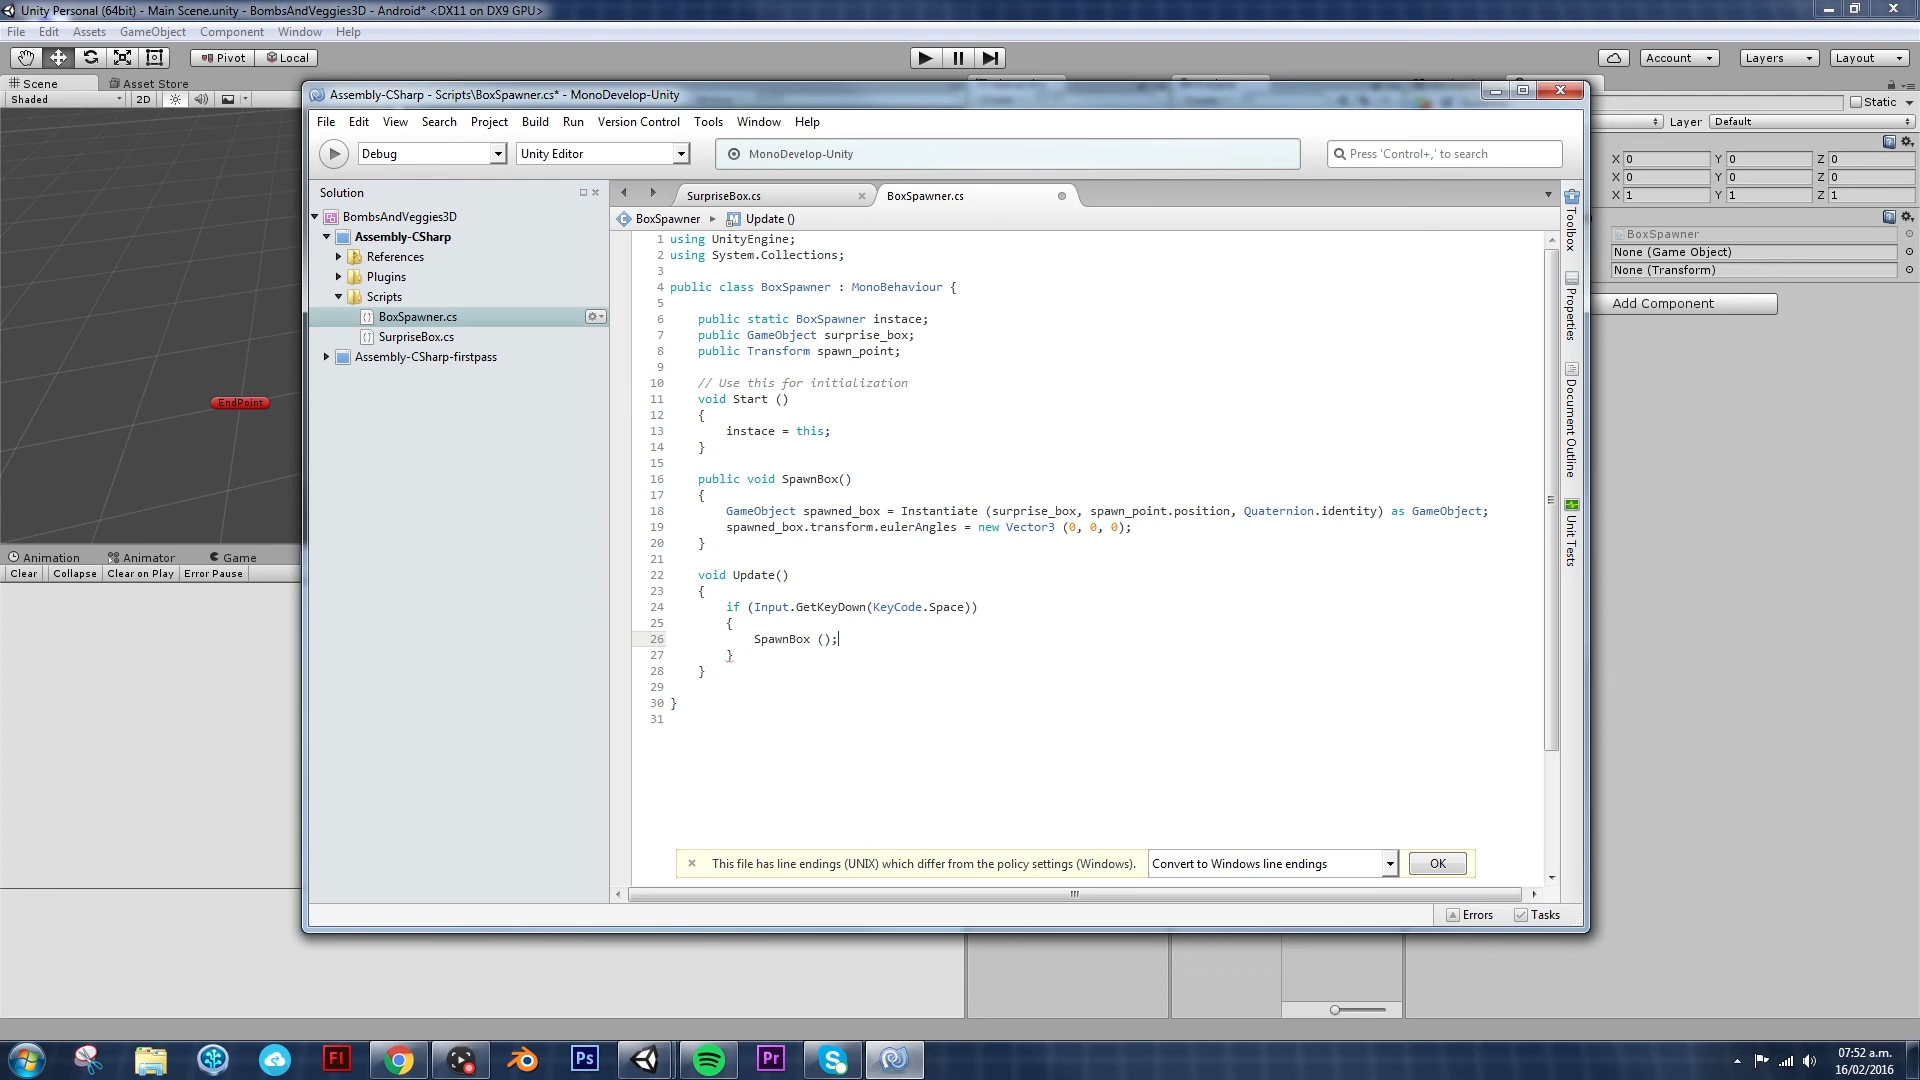 Unity Personal (64bit) - Main Scene.unity - BombsAndVeggies3D - Android* <DX11 on DX9 GPU>
File Edit Assets GameObject Component Window Help
Pivot Local Account Layers Layout
Scene Asset Store
Shaded 2D
Static
Layer Default
X 0 Y 0 Z 0
X 0 Y 0 Z 0
X 1 Y 1 Z 1
BoxSpawner
None (Game Object)
None (Transform)
Add Component
EndPoint
Animation Animator Game
Clear Collapse Clear on Play Error Pause
Assembly-CSharp - Scripts\BoxSpawner.cs* - MonoDevelop-Unity
File Edit View Search Project Build Run Version Control Tools Window Help
Debug Unity Editor MonoDevelop-Unity Press 'Control+,' to search
Solution
BombsAndVeggies3D
Assembly-CSharp
References
Plugins
Scripts
BoxSpawner.cs
SurpriseBox.cs
Assembly-CSharp-firstpass
SurpriseBox.cs BoxSpawner.cs
BoxSpawner Update ()
1 using UnityEngine;
2 using System.Collections;
3
4 public class BoxSpawner : MonoBehaviour {
5
6 public static BoxSpawner instace;
7 public GameObject surprise_box;
8 public Transform spawn_point;
9
10 // Use this for initialization
11 void Start ()
12 {
13 instace = this;
14 }
15
16 public void SpawnBox()
17 {
18 GameObject spawned_box = Instantiate (surprise_box, spawn_point.position, Quaternion.identity) as GameObject;
19 spawned_box.transform.eulerAngles = new Vector3 (0, 0, 0);
20 }
21
22 void Update()
23 {
24 if (Input.GetKeyDown(KeyCode.Space))
25 {
26 SpawnBox ();
27 }
28 }
29
30 }
31
Toolbox
Properties
Document Outline
Unit Tests
This file has line endings (UNIX) which differ from the policy settings (Windows). Convert to Windows line endings OK
Errors Tasks
Fl Ps Pr
07:52 a.m.
16/02/2016